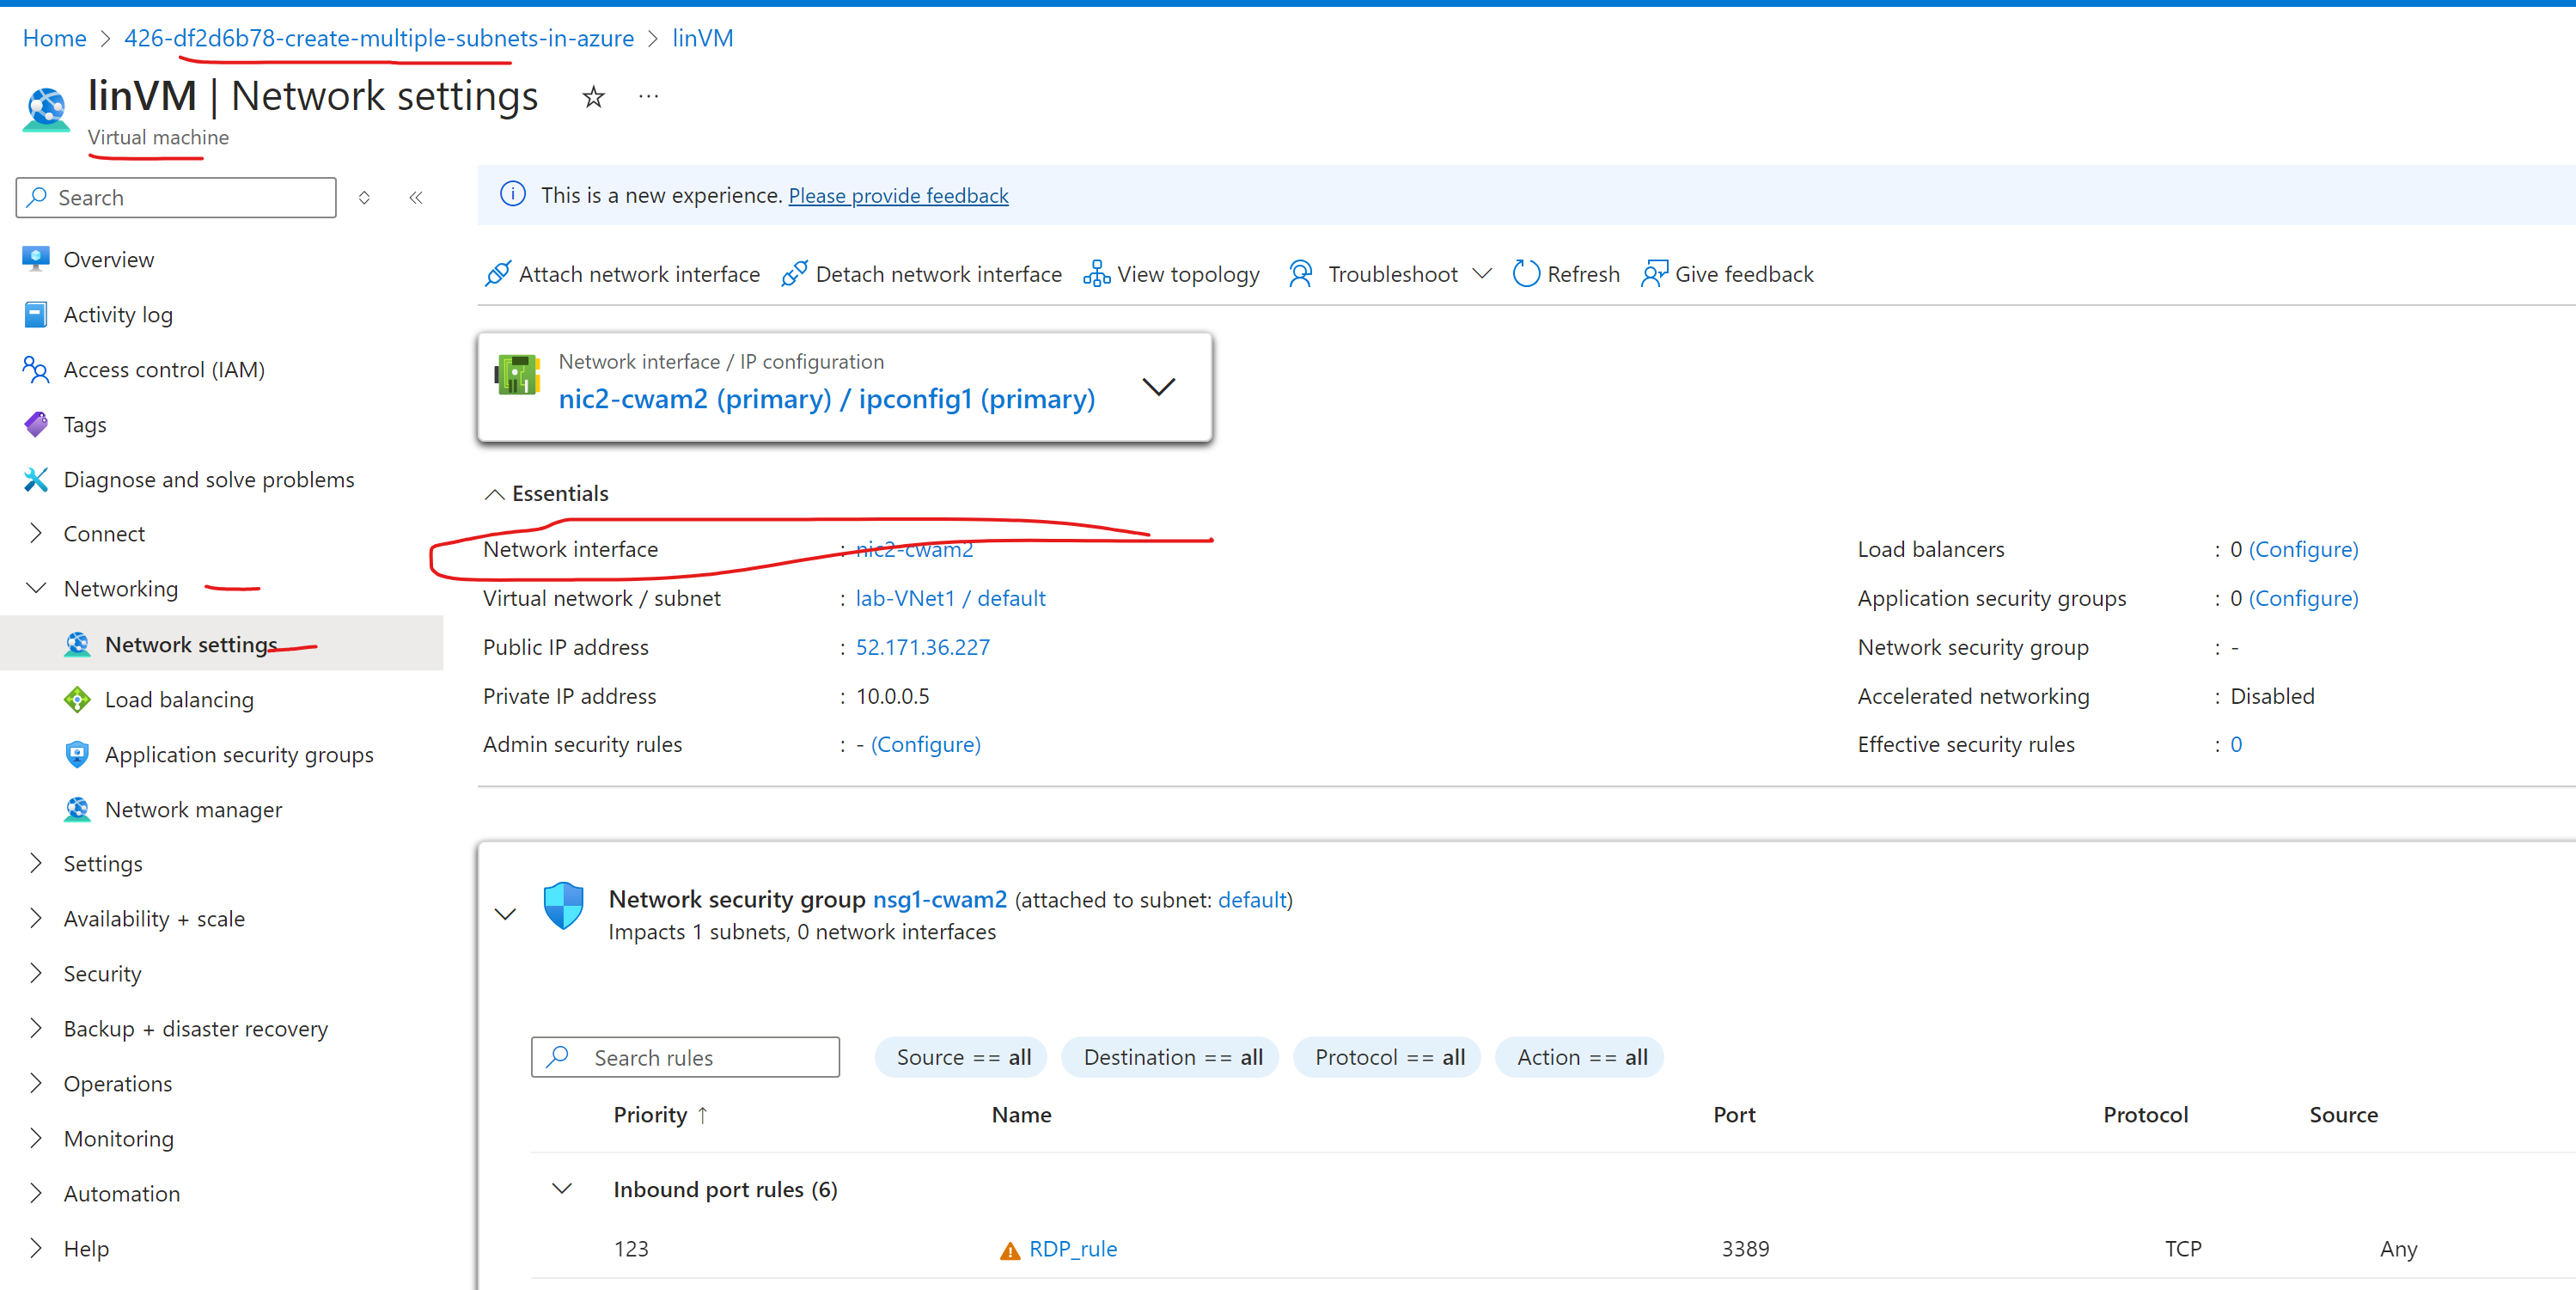 Home > 426-df2d6b78-create-multiple-subnets-in-azure > linVM
linVM | Network settings ☆ ···
Virtual machine
Search
Overview
Activity log
Access control (IAM)
Tags
Diagnose and solve problems
Connect
Networking
Network settings
Load balancing
Application security groups
Network manager
Settings
Availability + scale
Security
Backup + disaster recovery
Operations
Monitoring
Automation
Help
This is a new experience. Please provide feedback
Attach network interface Detach network interface View topology Troubleshoot Refresh Give feedback
Network interface / IP configuration
nic2-cwam2 (primary) / ipconfig1 (primary)
Essentials
Network interface : nic2-cwam2
Virtual network / subnet : lab-VNet1 / default
Public IP address : 52.171.36.227
Private IP address : 10.0.0.5
Admin security rules : - (Configure)
Load balancers : 0 (Configure)
Application security groups : 0 (Configure)
Network security group : -
Accelerated networking : Disabled
Effective security rules : 0
Network security group nsg1-cwam2 (attached to subnet: default)
Impacts 1 subnets, 0 network interfaces
Search rules Source == all Destination == all Protocol == all Action == all
Priority ↑ Name Port Protocol Source
Inbound port rules (6)
123 RDP_rule 3389 TCP Any